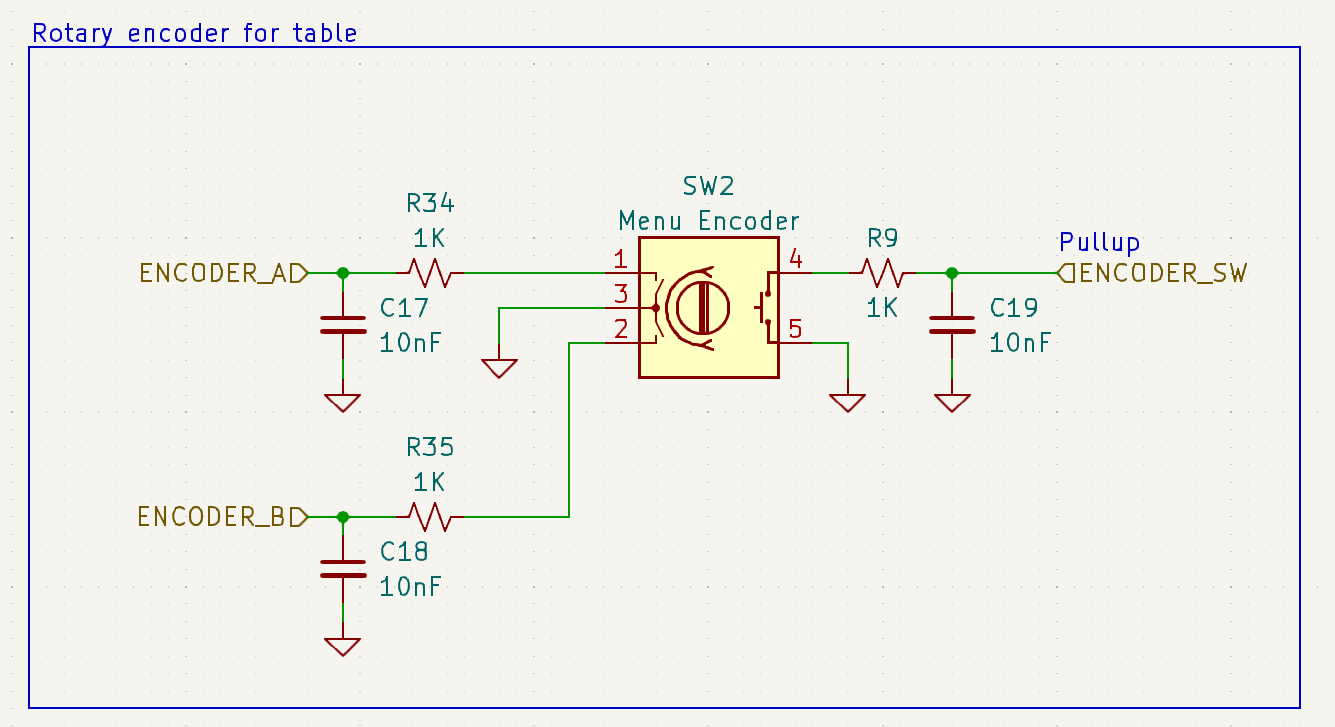 Rotary encoder for table
SW2
Menu Encoder
R34
1K
ENCODER_A
C17
10nF
1
3
2
4
5
R9
1K
Pullup
ENCODER_SW
C19
10nF
R35
1K
ENCODER_B
C18
10nF